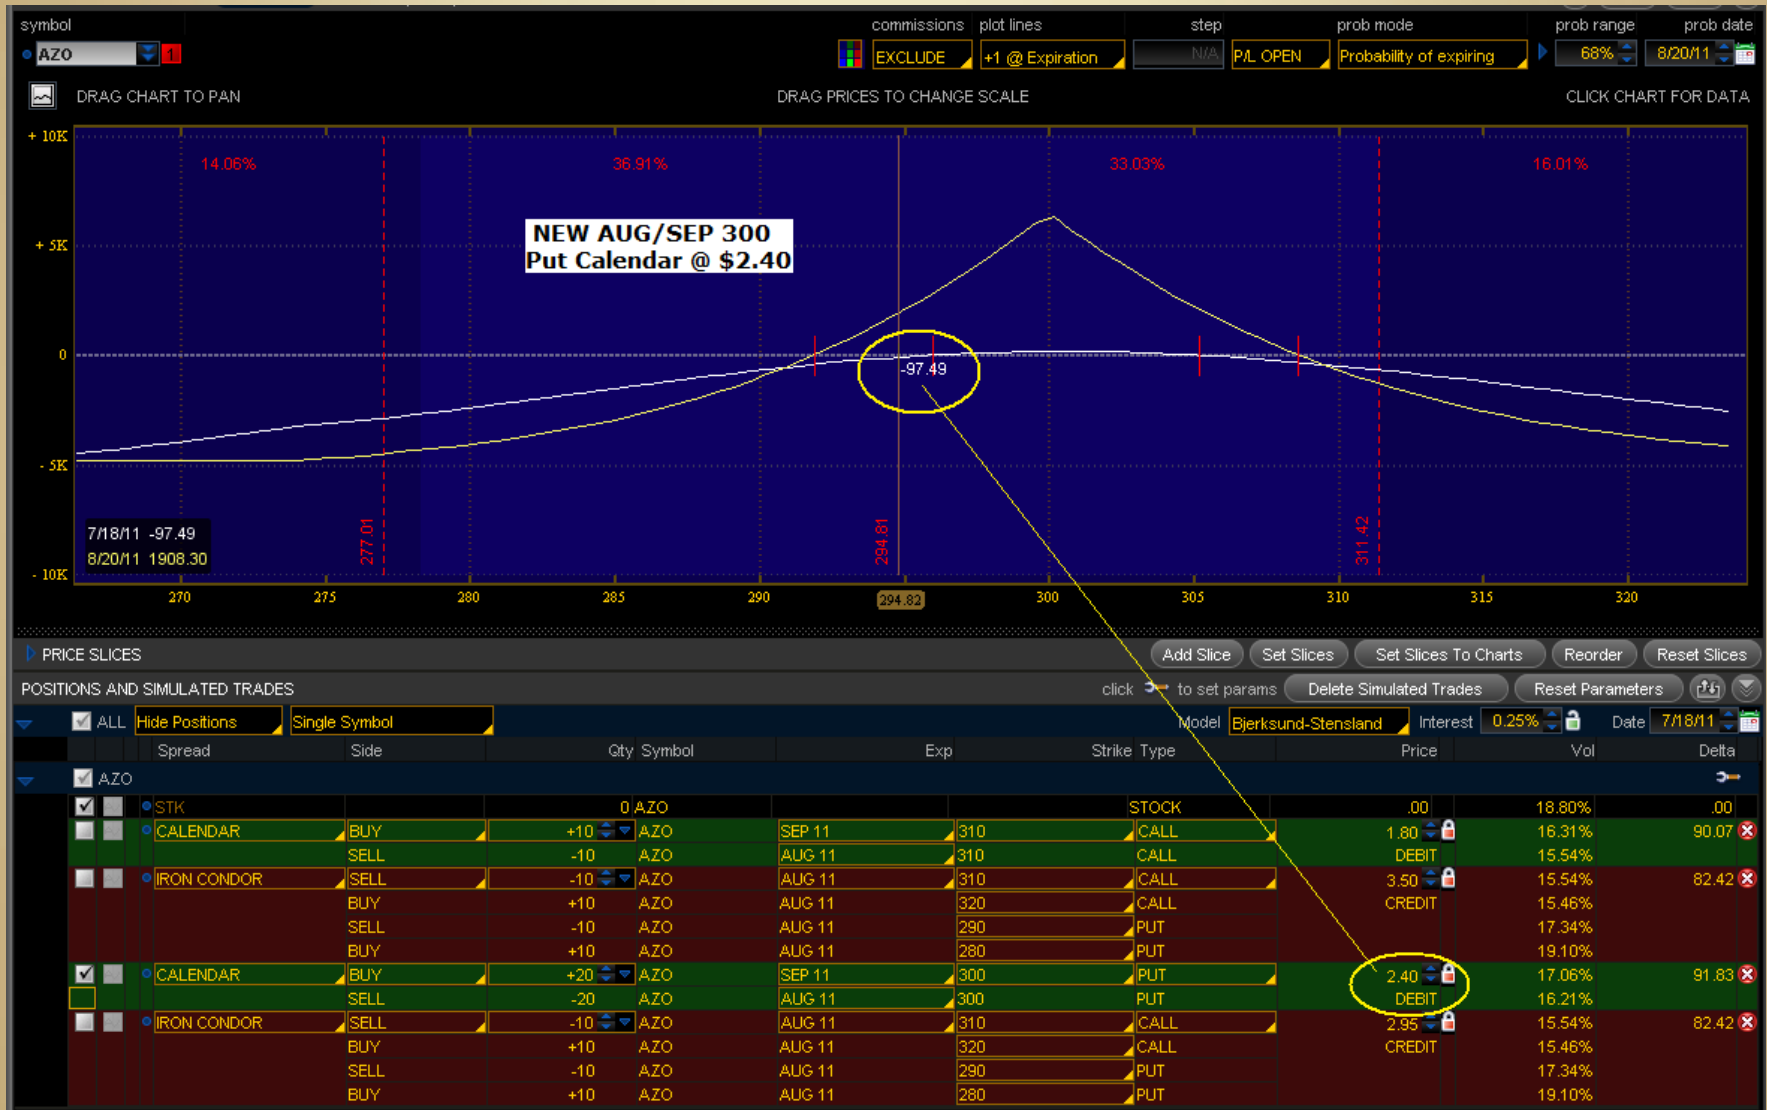 symbol commissions plot lines step prob mode prob range prob date
AZO 1 EXCLUDE +1 @ Expiration N/A P/L OPEN Probability of expiring 68% 8/20/11
DRAG CHART TO PAN DRAG PRICES TO CHANGE SCALE CLICK CHART FOR DATA
+ 10K
14.06% 36.91% 33.03% 16.01%
NEW AUG/SEP 300
Put Calendar @ $2.40
+ 5K
0
-97.49
- 5K
277.01 294.81 311.42
7/18/11 -97.49
8/20/11 1908.30
- 10K
270 275 280 285 290 294.82 300 305 310 315 320
PRICE SLICES Add Slice Set Slices Set Slices To Charts Reorder Reset Slices
POSITIONS AND SIMULATED TRADES click to set params Delete Simulated Trades Reset Parameters
ALL Hide Positions Single Symbol Model Bjerksund-Stensland Interest 0.25% Date 7/18/11
Spread Side Qty Symbol Exp Strike Type Price Vol Delta
AZO
STK 0 AZO STOCK .00 18.80% .00
CALENDAR BUY +10 AZO SEP 11 310 CALL 1.80 16.31% 90.07
SELL -10 AZO AUG 11 310 CALL DEBIT 15.54%
IRON CONDOR SELL -10 AZO AUG 11 310 CALL 3.50 15.54% 82.42
BUY +10 AZO AUG 11 320 CALL CREDIT 15.46%
SELL -10 AZO AUG 11 290 PUT 17.34%
BUY +10 AZO AUG 11 280 PUT 19.10%
CALENDAR BUY +20 AZO SEP 11 300 PUT 2.40 17.06% 91.83
SELL -20 AZO AUG 11 300 PUT DEBIT 16.21%
IRON CONDOR SELL -10 AZO AUG 11 310 CALL 2.95 15.54% 82.42
BUY +10 AZO AUG 11 320 CALL CREDIT 15.46%
SELL -10 AZO AUG 11 290 PUT 17.34%
BUY +10 AZO AUG 11 280 PUT 19.10%